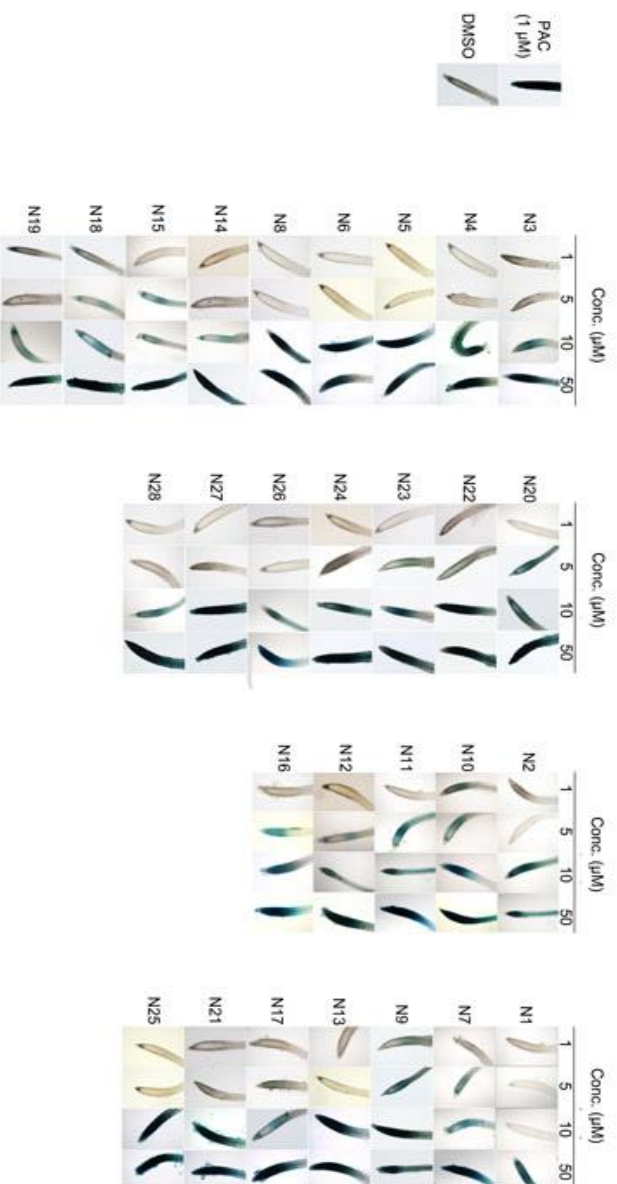 PAC
(1 µM)
DMSO
Conc. (µM)
1 5 10 50
N3
N4
N5
N6
N8
N14
N15
N18
N19
Conc. (µM)
1 5 10 50
N20
N22
N23
N24
N26
N27
N28
Conc. (µM)
1 5 10 50
N2
N10
N11
N12
N16
Conc. (µM)
1 5 10 50
N1
N7
N9
N13
N17
N21
N25